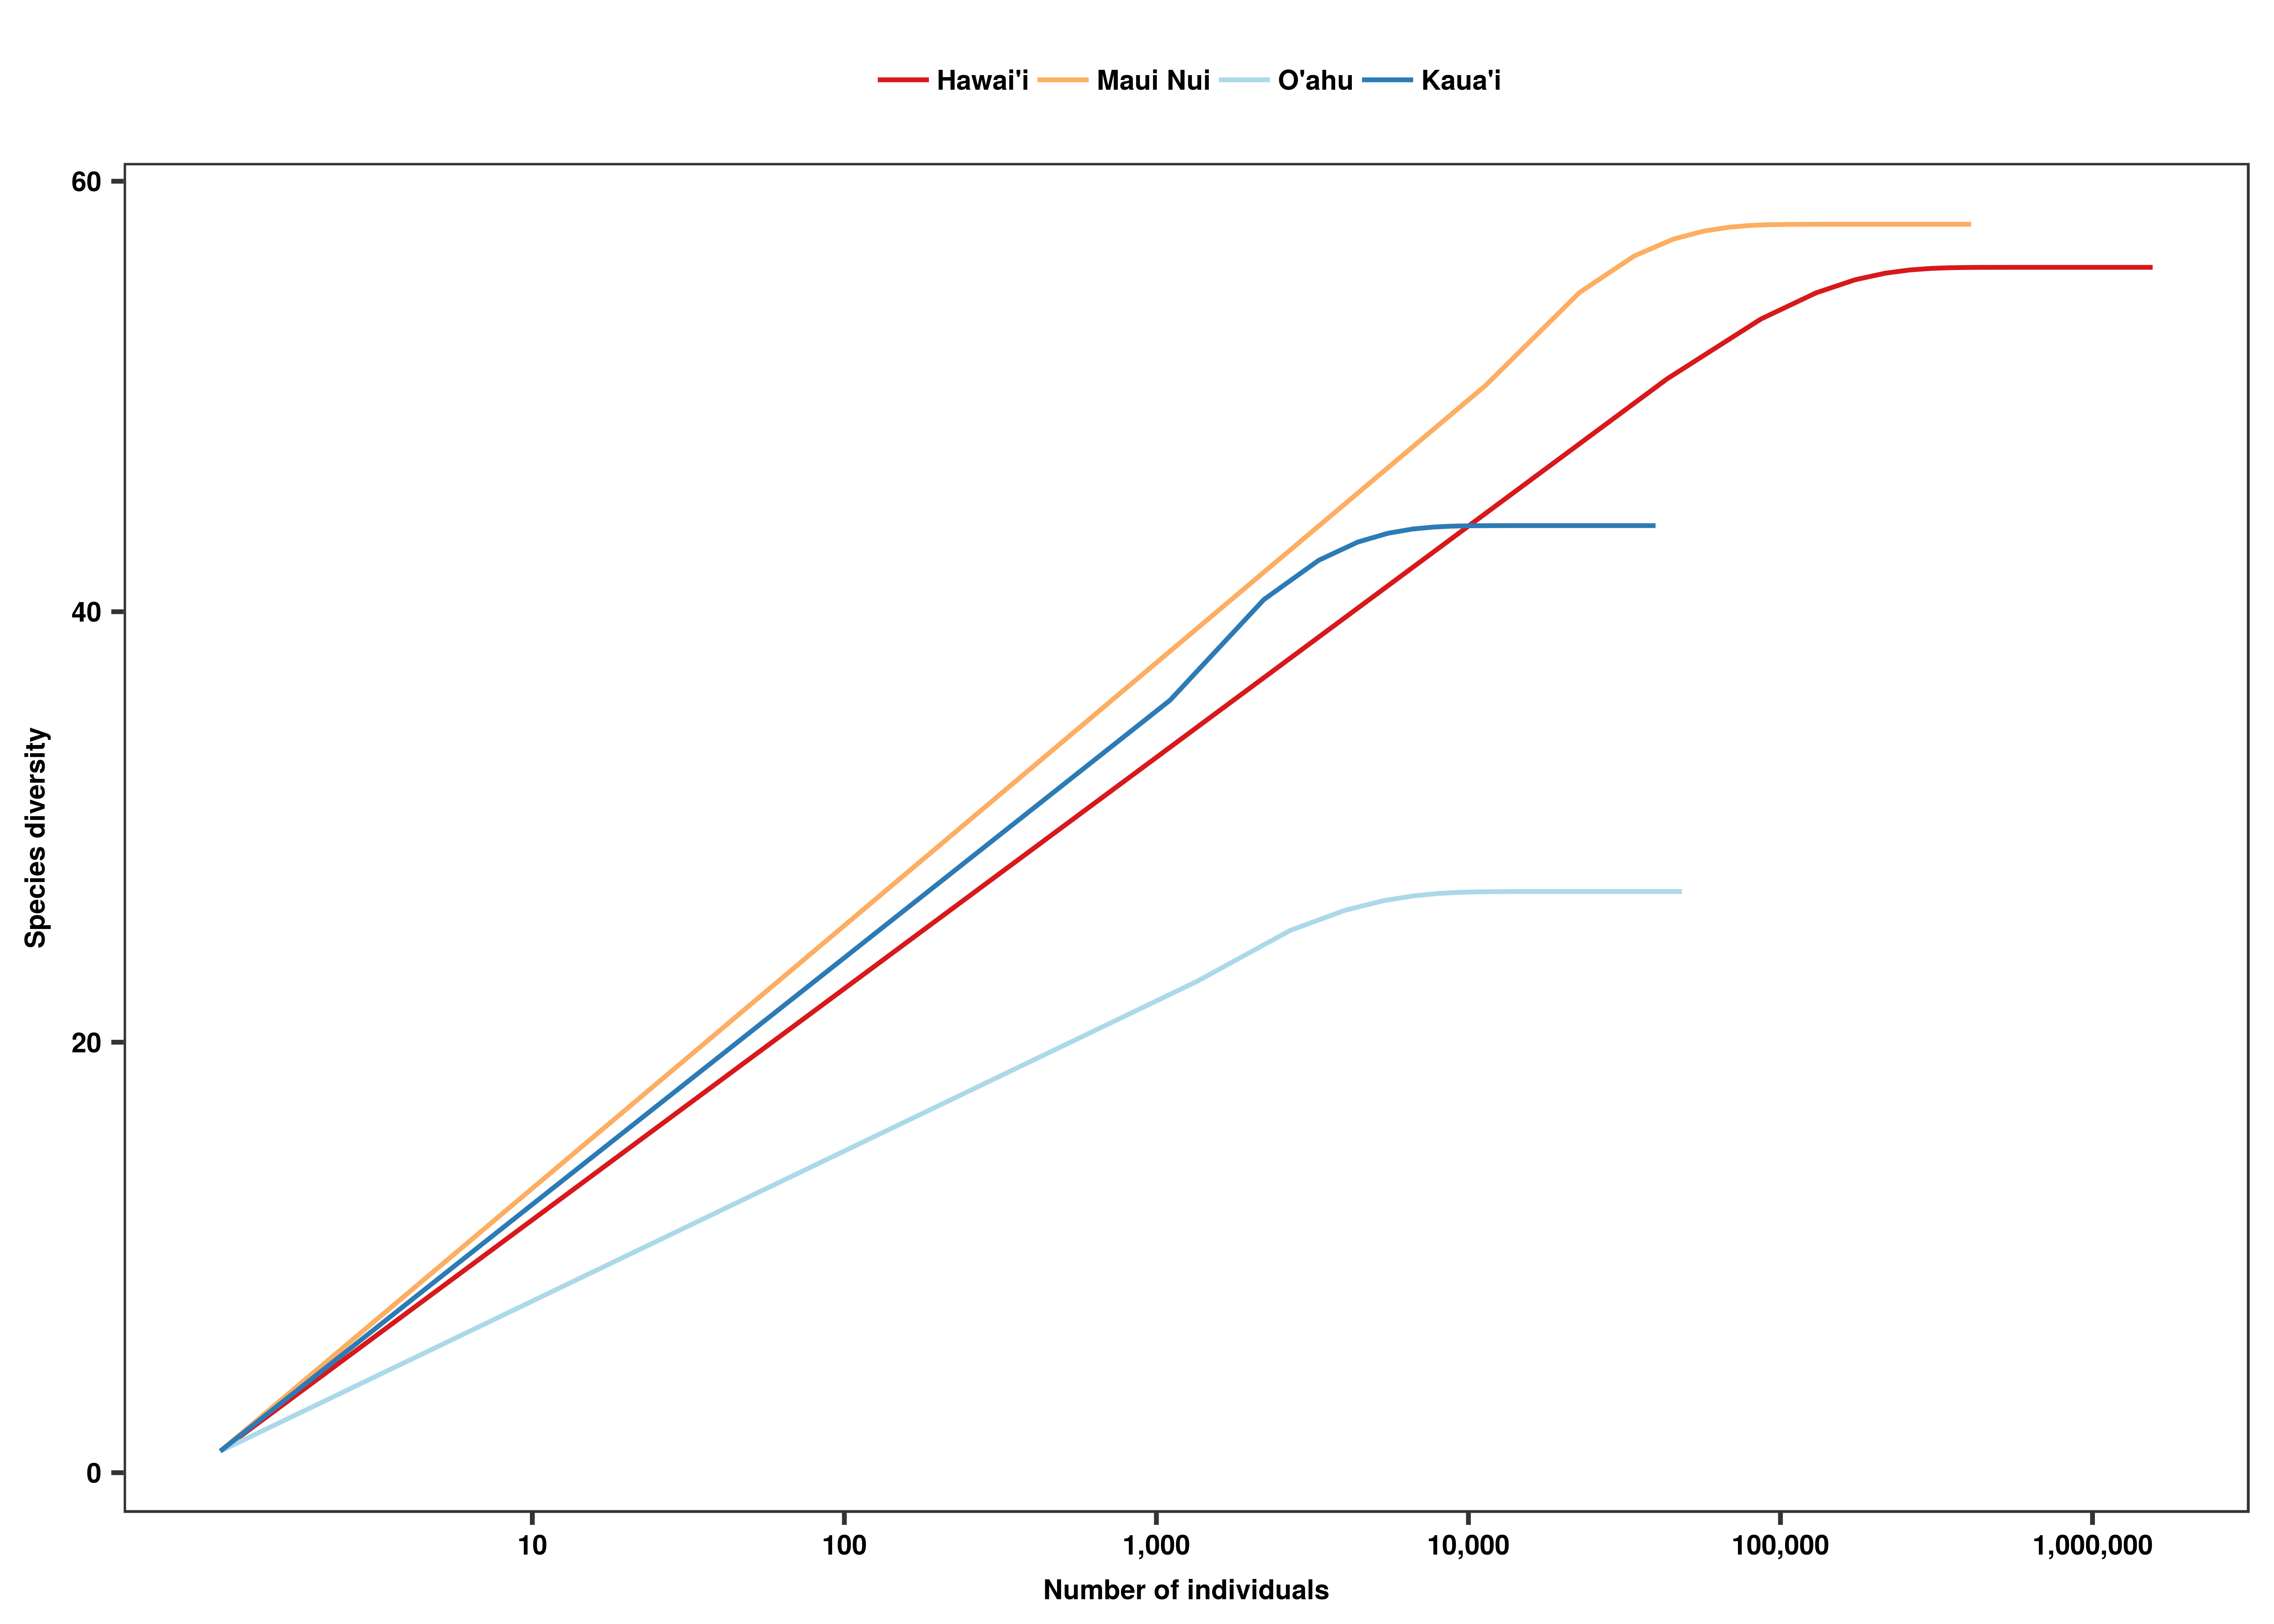 Hawai'i Maui Nui O'ahu Kaua'i
60
40
20
0
Species diversity
10 100 1,000 10,000 100,000 1,000,000
Number of individuals